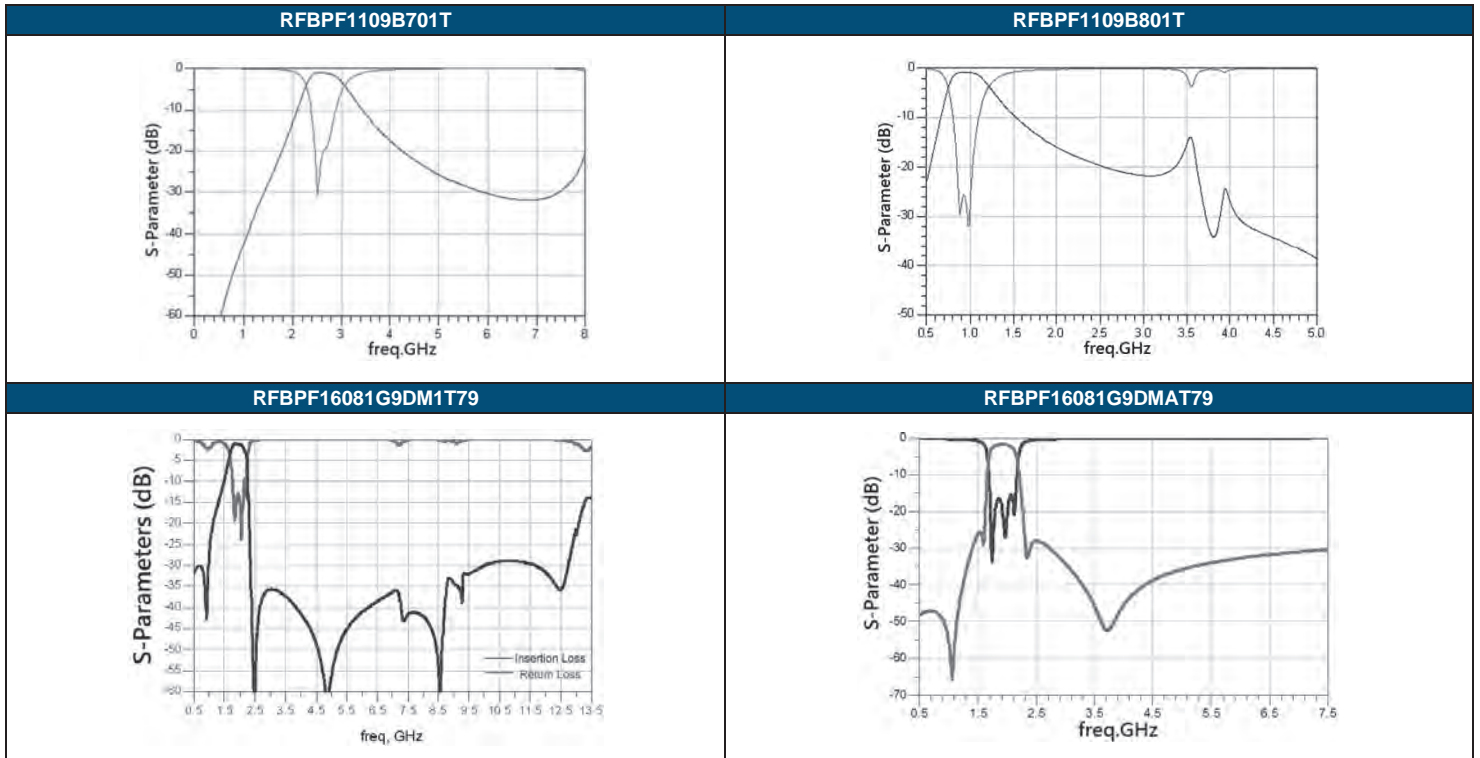 RFBPF1109B701T
RFBPF1109B801T
S-Parameter (dB)
0
-10
-20
-30
-40
-50
-60
0 1 2 3 4 5 6 7 8
freq.GHz
S-Parameter (dB)
0
-10
-20
-30
-40
-50
0.5 1.0 1.5 2.0 2.5 3.0 3.5 4.0 4.5 5.0
freq.GHz
RFBPF16081G9DM1T79
RFBPF16081G9DMAT79
S-Parameters (dB)
0
-5
-10
-15
-20
-25
-30
-35
-40
-45
-50
-55
-60
Insertion Loss
Return Loss
0.5 1.5 2.5 3.5 4.5 5.5 6.5 7.5 8.5 9.5 10.5 11.5 12.5 13.5
freq, GHz
S-Parameter (dB)
0
-10
-20
-30
-40
-50
-60
-70
0.5 1.5 2.5 3.5 4.5 5.5 6.5 7.5
freq.GHz